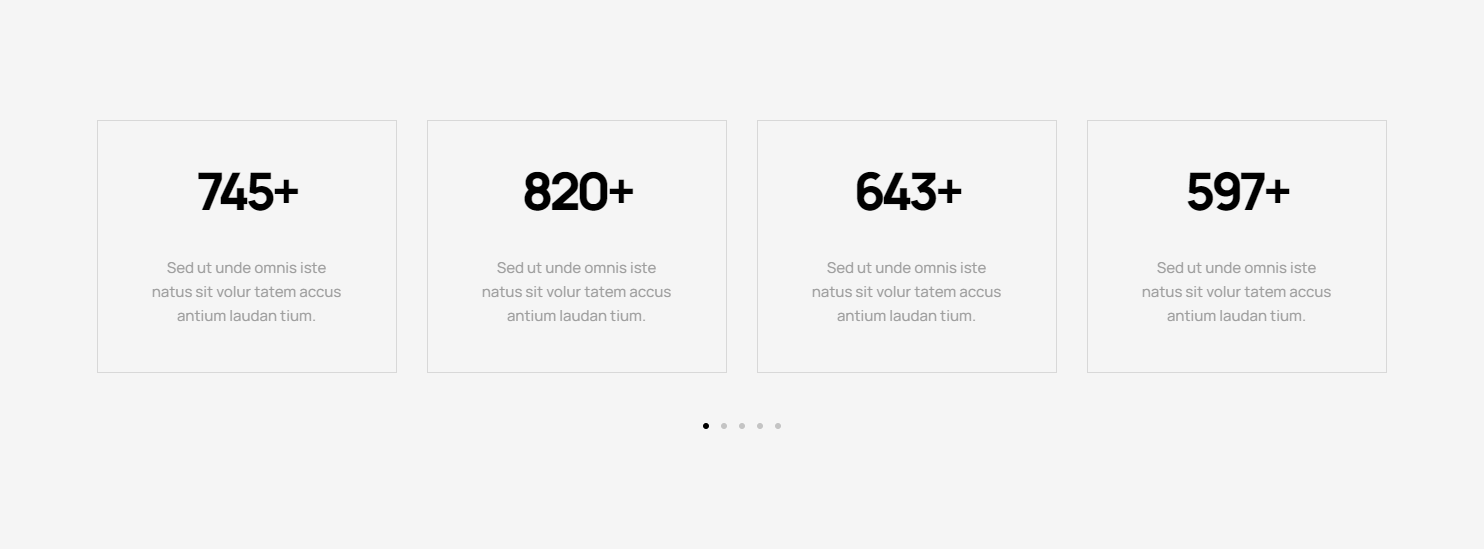 745+
Sed ut unde omnis iste
natus sit volur tatem accus
antium laudan tium.
820+
Sed ut unde omnis iste
natus sit volur tatem accus
antium laudan tium.
643+
Sed ut unde omnis iste
natus sit volur tatem accus
antium laudan tium.
597+
Sed ut unde omnis iste
natus sit volur tatem accus
antium laudan tium.